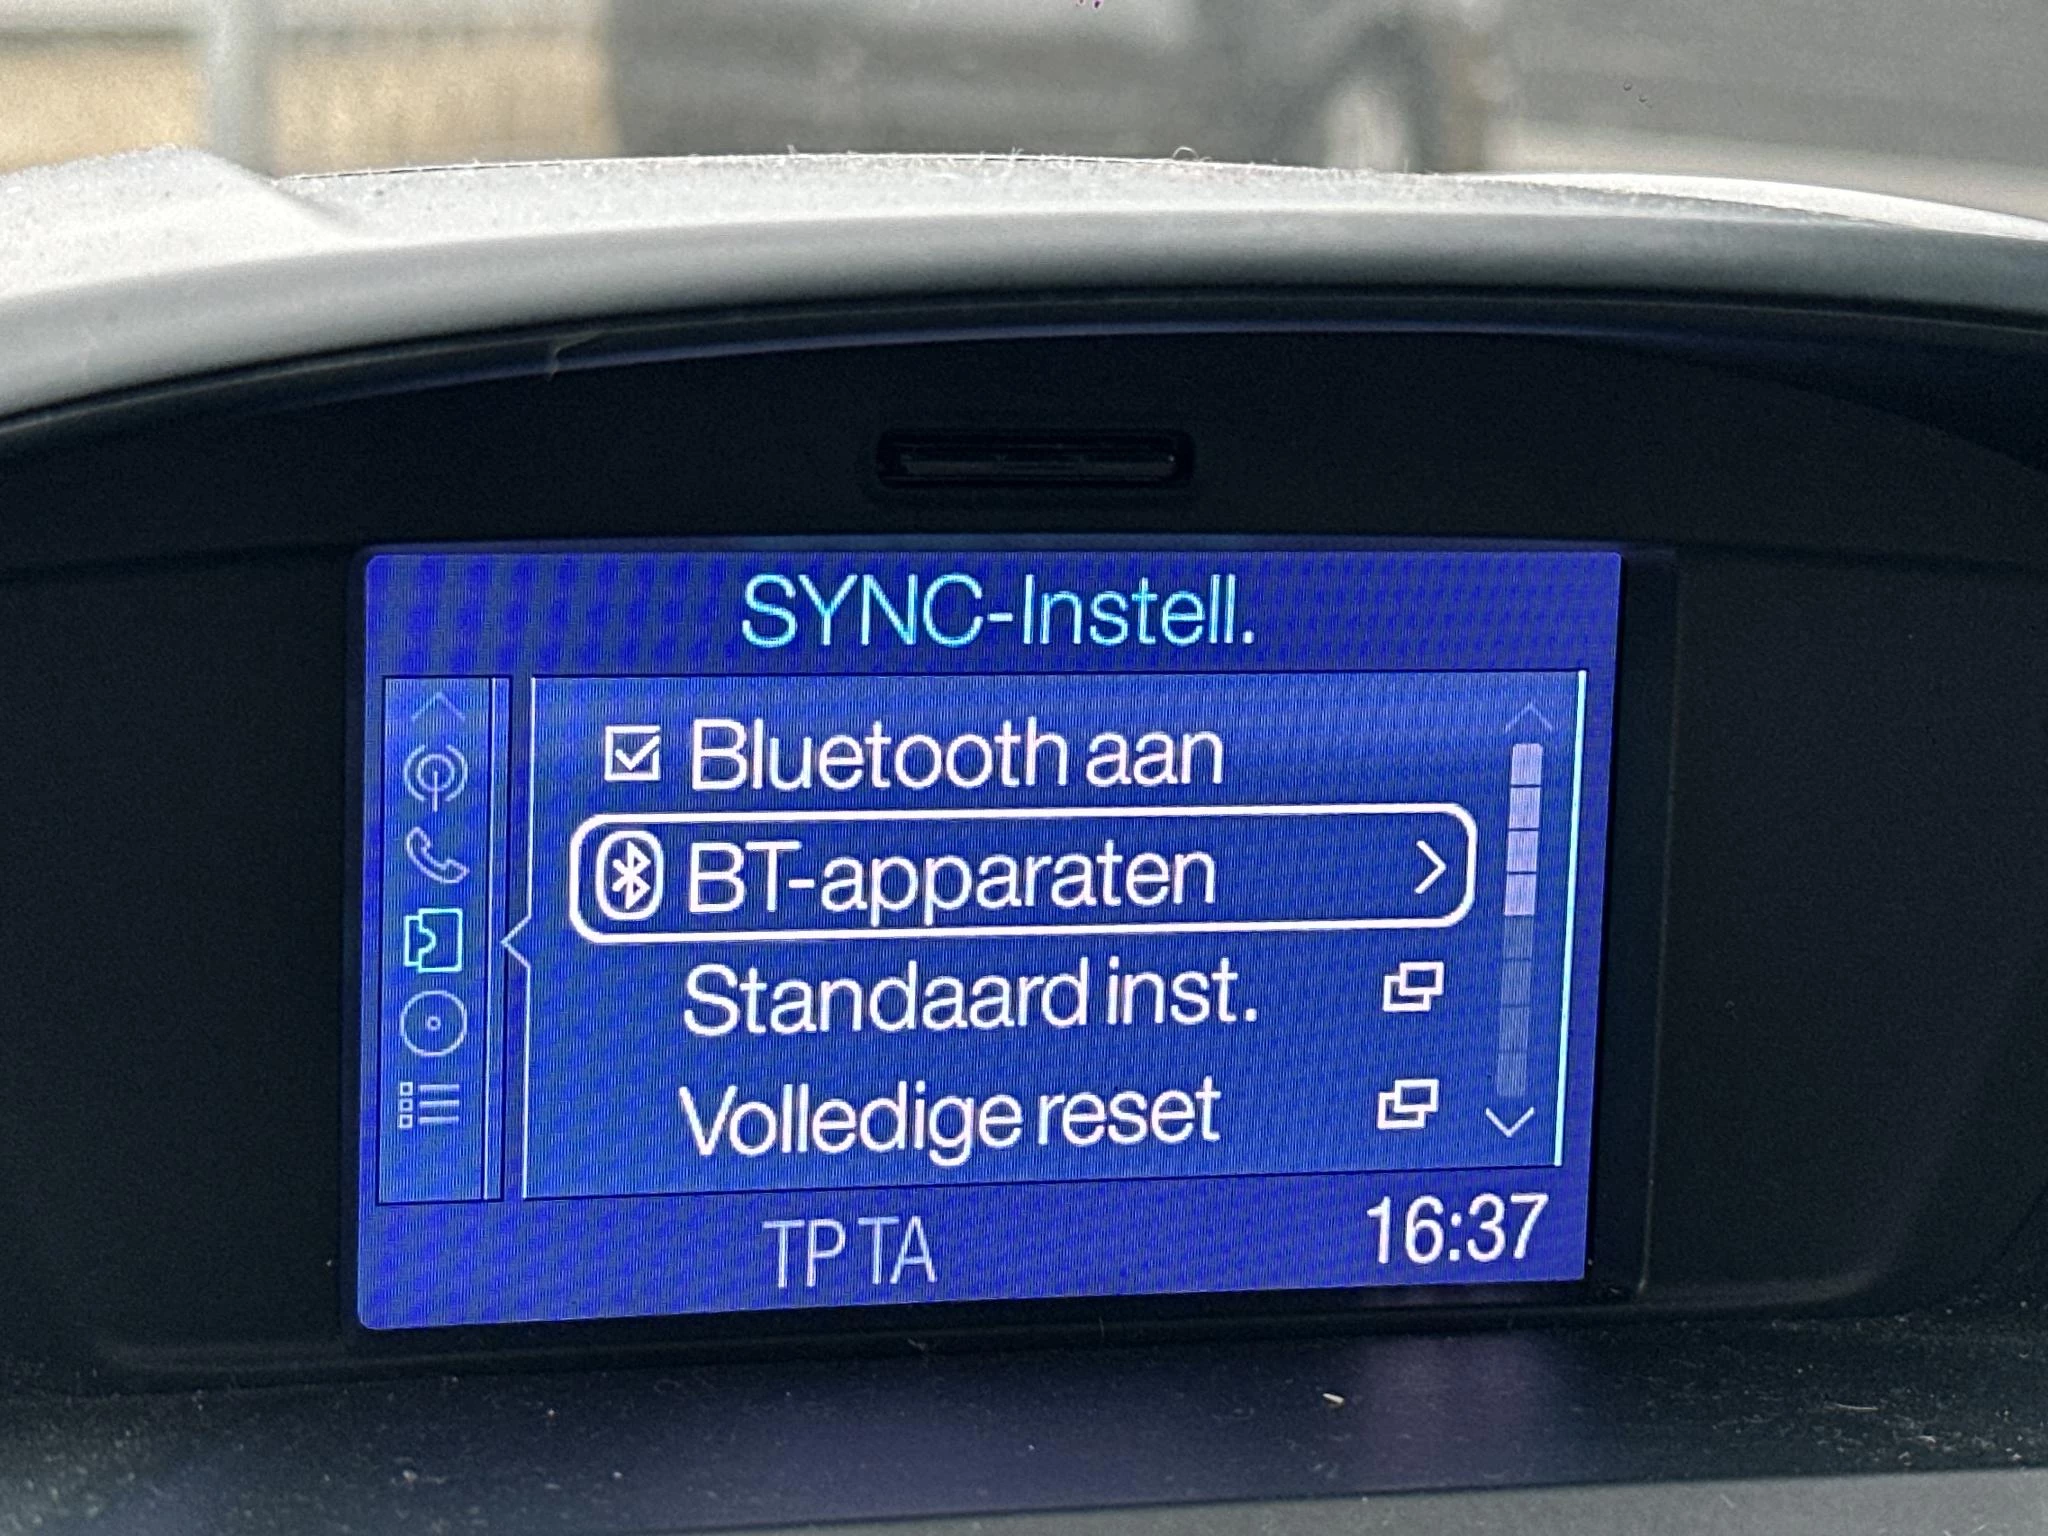 SYNC-Instell.
Bluetooth aan
BT-apparaten
Standaard inst.
Volledige reset
TP TA
16:37